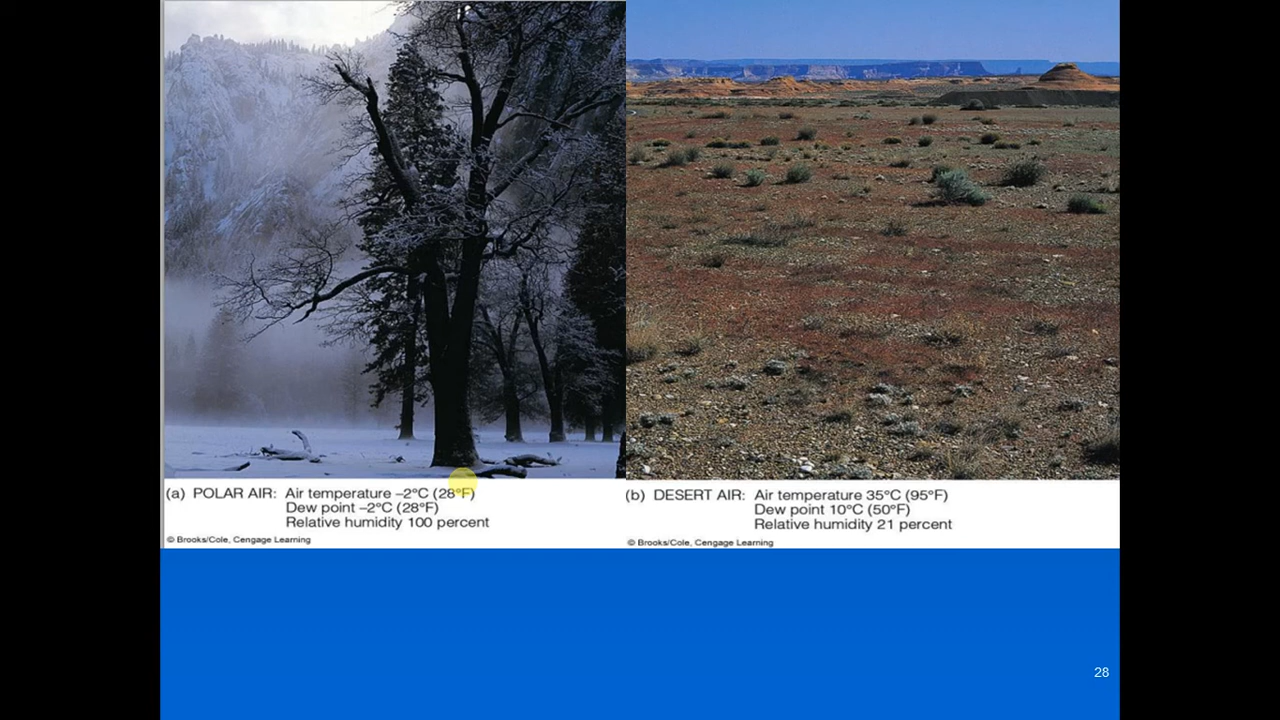 (a) POLAR AIR: Air temperature –2°C (28°F)
Dew point –2°C (28°F)
Relative humidity 100 percent
© Brooks/Cole, Cengage Learning
(b) DESERT AIR: Air temperature 35°C (95°F)
Dew point 10°C (50°F)
Relative humidity 21 percent
© Brooks/Cole, Cengage Learning
28